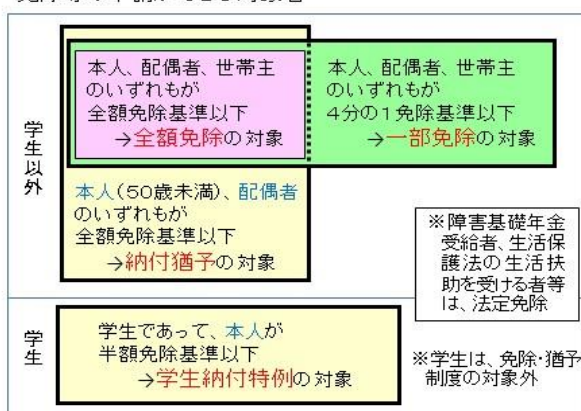 本人、配偶者、世帯主
のいずれもが
全額免除基準以下
→全額免除の対象
本人、配偶者、世帯主
のいずれもが
4分の1免除基準以下
→一部免除の対象
学生以外
本人(50歳未満)、配偶者
のいずれもが
全額免除基準以下
→納付猶予の対象
※障害基礎年金
受給者、生活保
護法の生活扶
助を受ける者等
は、法定免除
学生
学生であって、本人が
半額免除基準以下
→学生納付特例の対象
※学生は、免除・猶予
制度の対象外